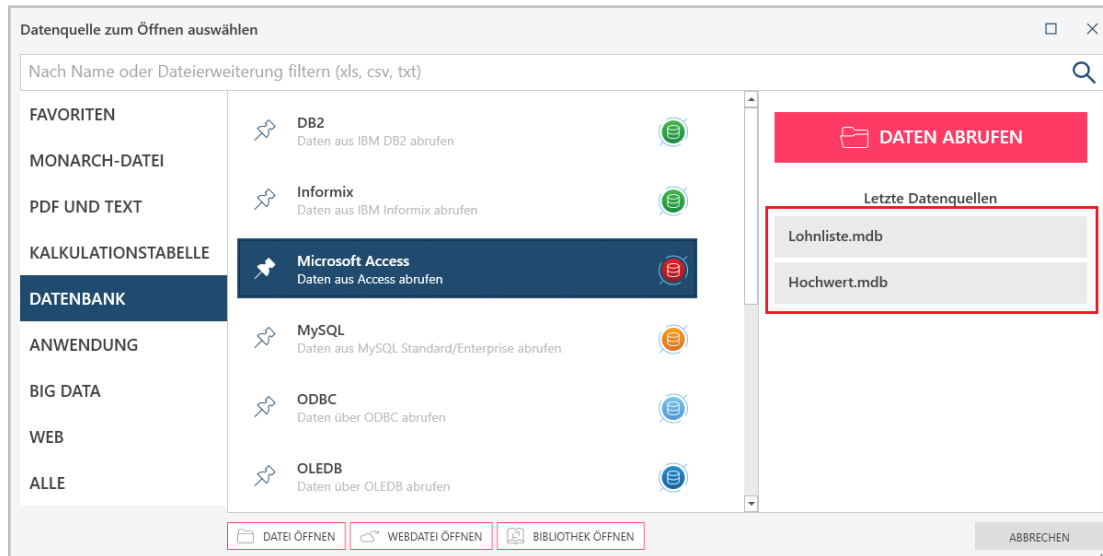 Datenquelle zum Öffnen auswählen
Nach Name oder Dateierweiterung filtern (xls, csv, txt)
FAVORITEN
MONARCH-DATEI
PDF UND TEXT
KALKULATIONSTABELLE
DATENBANK
ANWENDUNG
BIG DATA
WEB
ALLE
DB2
Daten aus IBM DB2 abrufen
Informix
Daten aus IBM Informix abrufen
Microsoft Access
Daten aus Access abrufen
MySQL
Daten aus MySQL Standard/Enterprise abrufen
ODBC
Daten über ODBC abrufen
OLEDB
Daten über OLEDB abrufen
DATEN ABRUFEN
Letzte Datenquellen
Lohnliste.mdb
Hochwert.mdb
DATEI ÖFFNEN
WEBDATEI ÖFFNEN
BIBLIOTHEK ÖFFNEN
ABBRECHEN